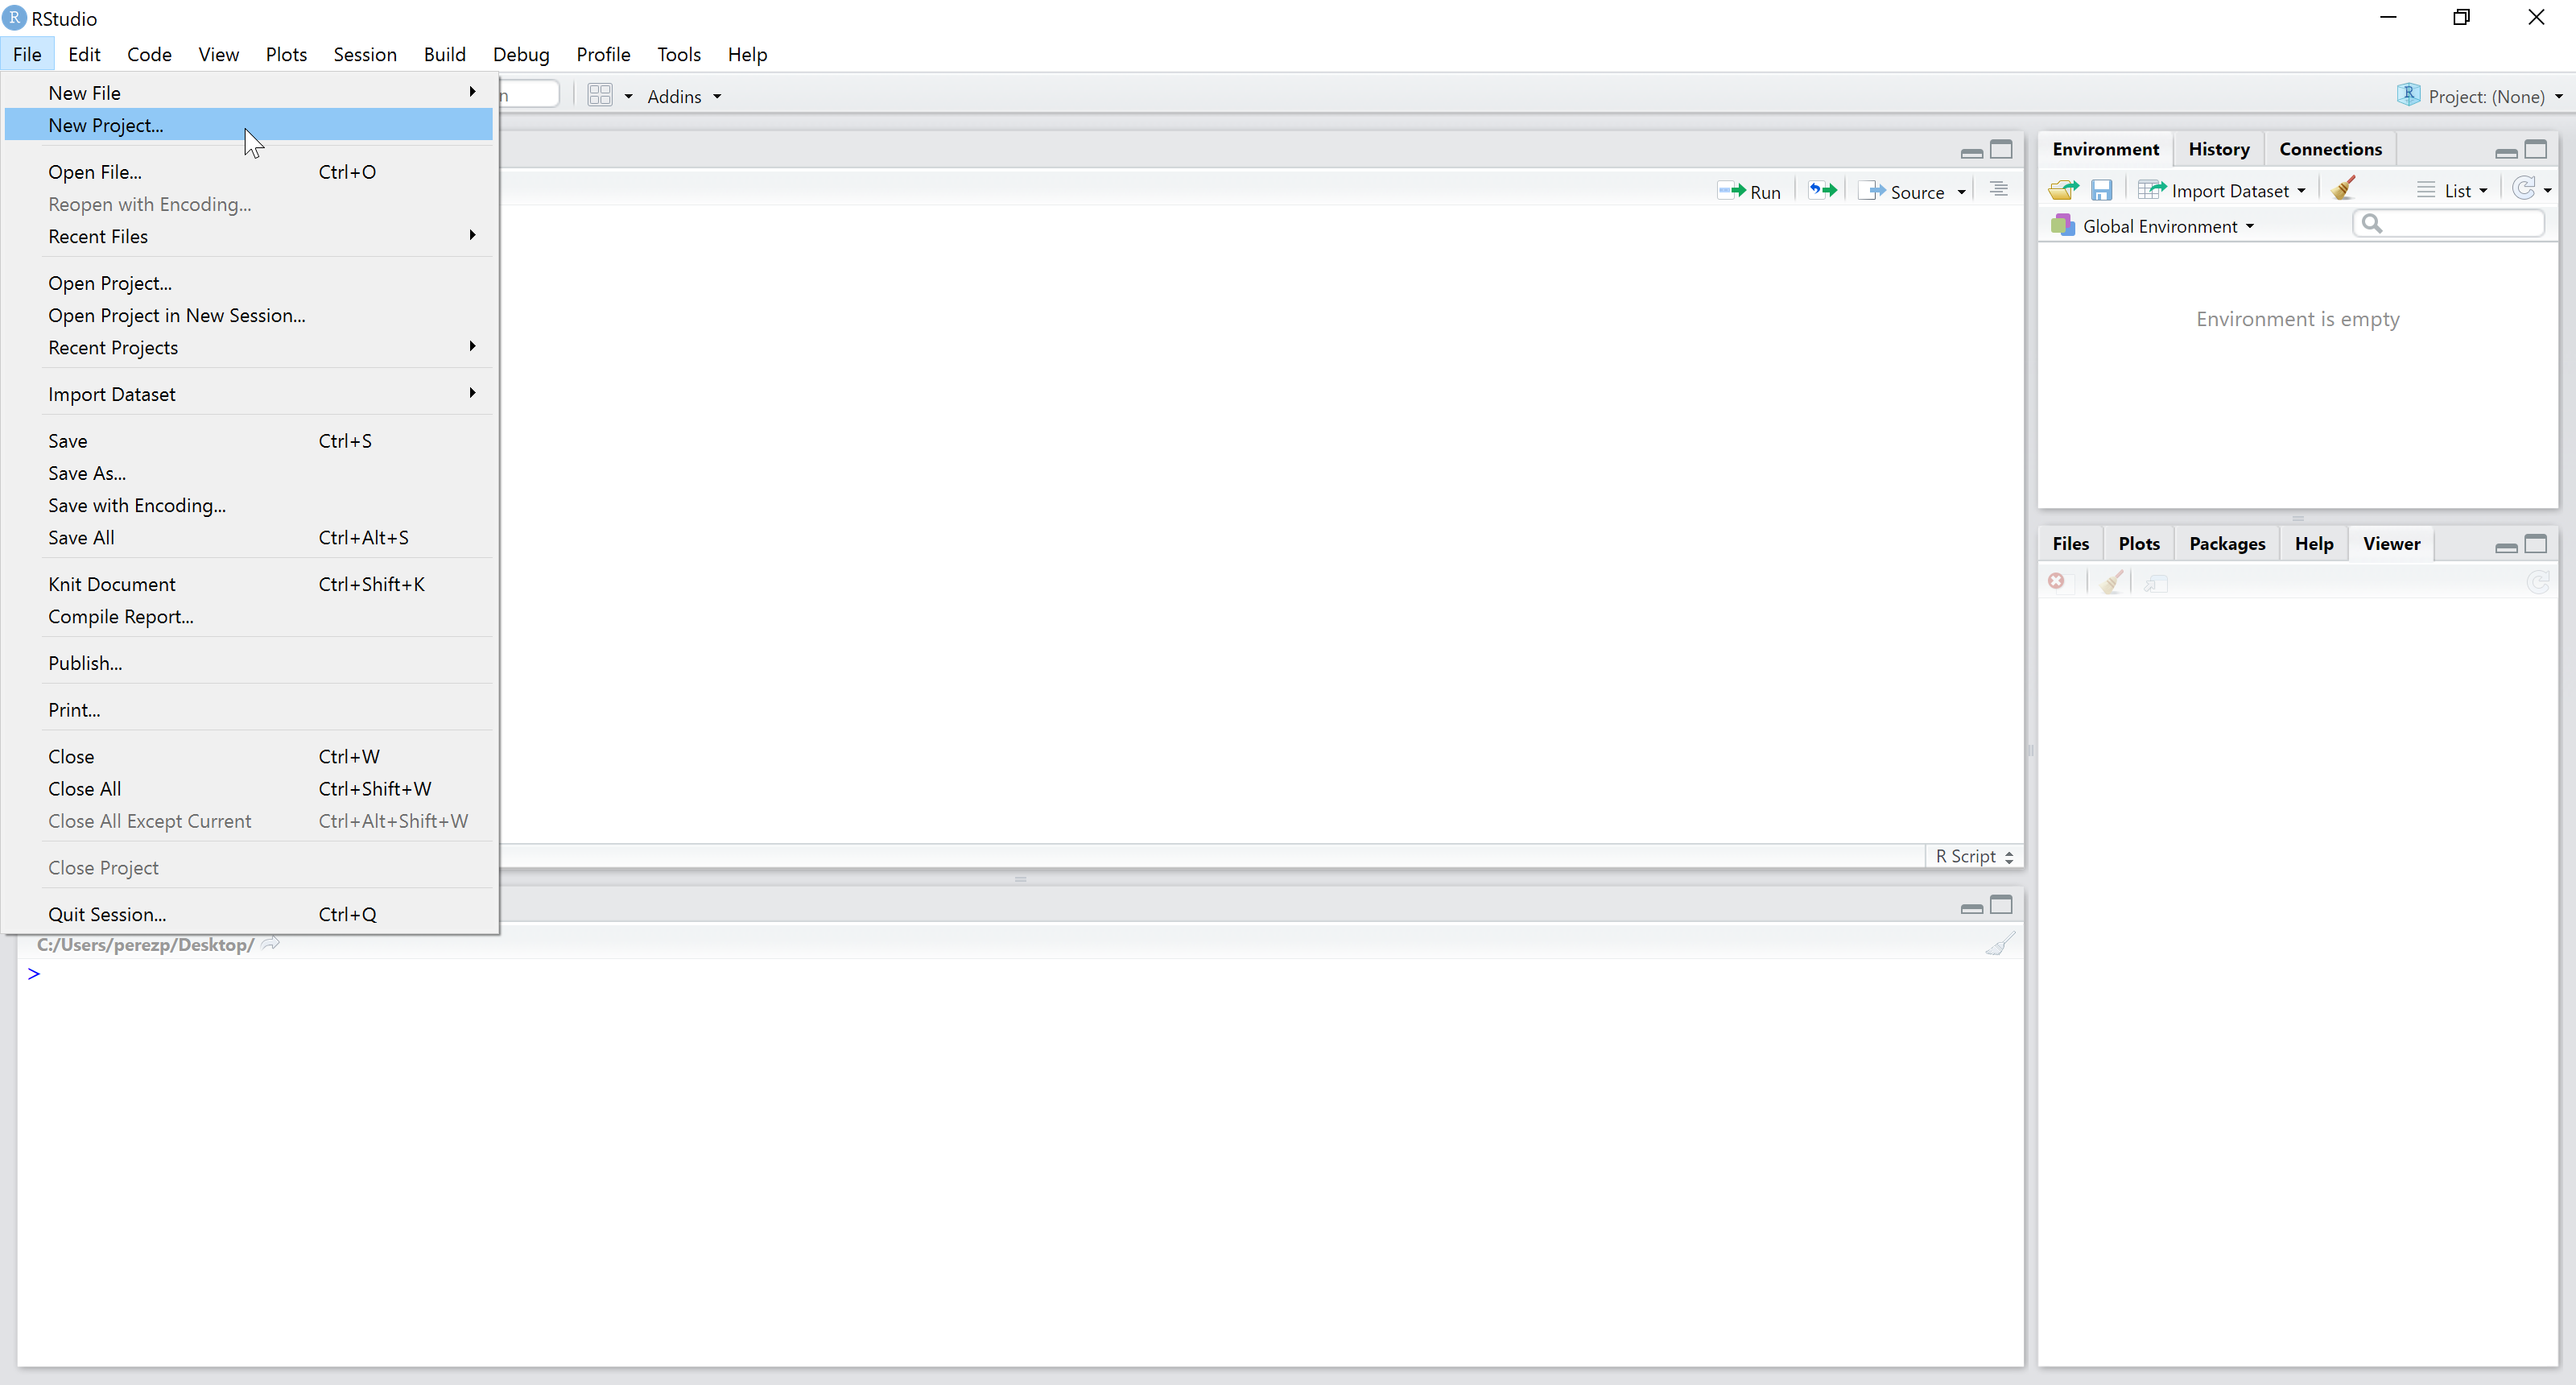 RStudio
File Edit Code View Plots Session Build Debug Profile Tools Help
Addins
Project: (None)
New File
New Project...
Open File... Ctrl+O
Reopen with Encoding...
Recent Files
Open Project...
Open Project in New Session...
Recent Projects
Import Dataset
Save Ctrl+S
Save As...
Save with Encoding...
Save All Ctrl+Alt+S
Knit Document Ctrl+Shift+K
Compile Report...
Publish...
Print...
Close Ctrl+W
Close All Ctrl+Shift+W
Close All Except Current Ctrl+Alt+Shift+W
Close Project
Quit Session... Ctrl+Q
Run Source
R Script
C:/Users/perezp/Desktop/
>
Environment History Connections
Import Dataset List
Global Environment
Environment is empty
Files Plots Packages Help Viewer